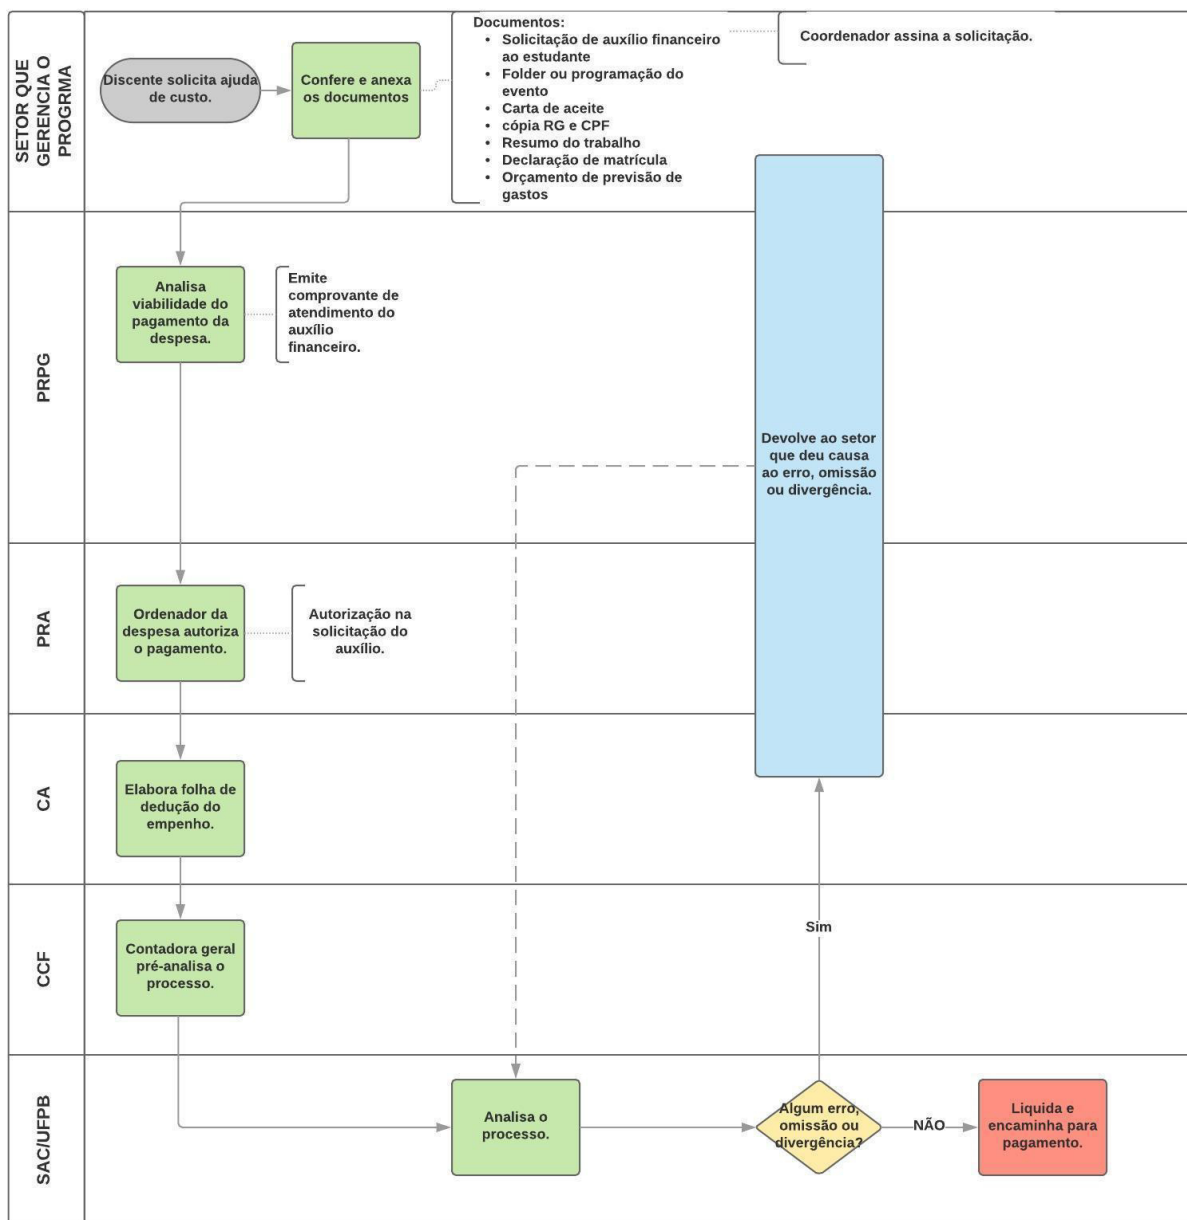 SETOR QUE
GERENCIA O
PROGRMA
Discente solicita ajuda
de custo.
Confere e anexa
os documentos
Documentos:
• Solicitação de auxílio financeiro
ao estudante
• Folder ou programação do
evento
• Carta de aceite
• cópia RG e CPF
• Resumo do trabalho
• Declaração de matrícula
• Orçamento de previsão de
gastos
Coordenador assina a solicitação.
PRPG
Analisa
viabilidade do
pagamento da
despesa.
Emite
comprovante de
atendimento do
auxílio
financeiro.
Devolve ao setor
que deu causa
ao erro, omissão
ou divergência.
PRA
Ordenador da
despesa autoriza
o pagamento.
Autorização na
solicitação do
auxílio.
CA
Elabora folha de
dedução do
empenho.
CCF
Contadora geral
pré-analisa o
processo.
Sim
SAC/UFPB
Analisa o
processo.
Algum erro,
omissão ou
divergência?
NÃO
Liquida e
encaminha para
pagamento.